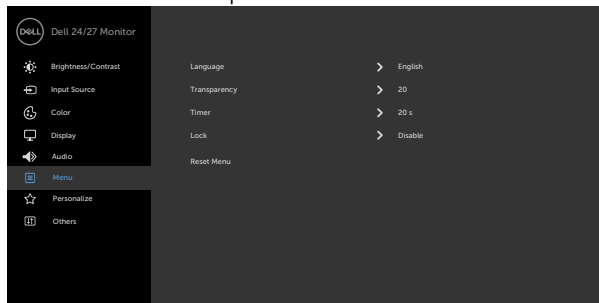 DELL Dell 24/27 Monitor
Brightness/Contrast
Input Source
Color
Display
Audio
Menu
Personalize
Others
Language English
Transparency 20
Timer 20 s
Lock Disable
Reset Menu